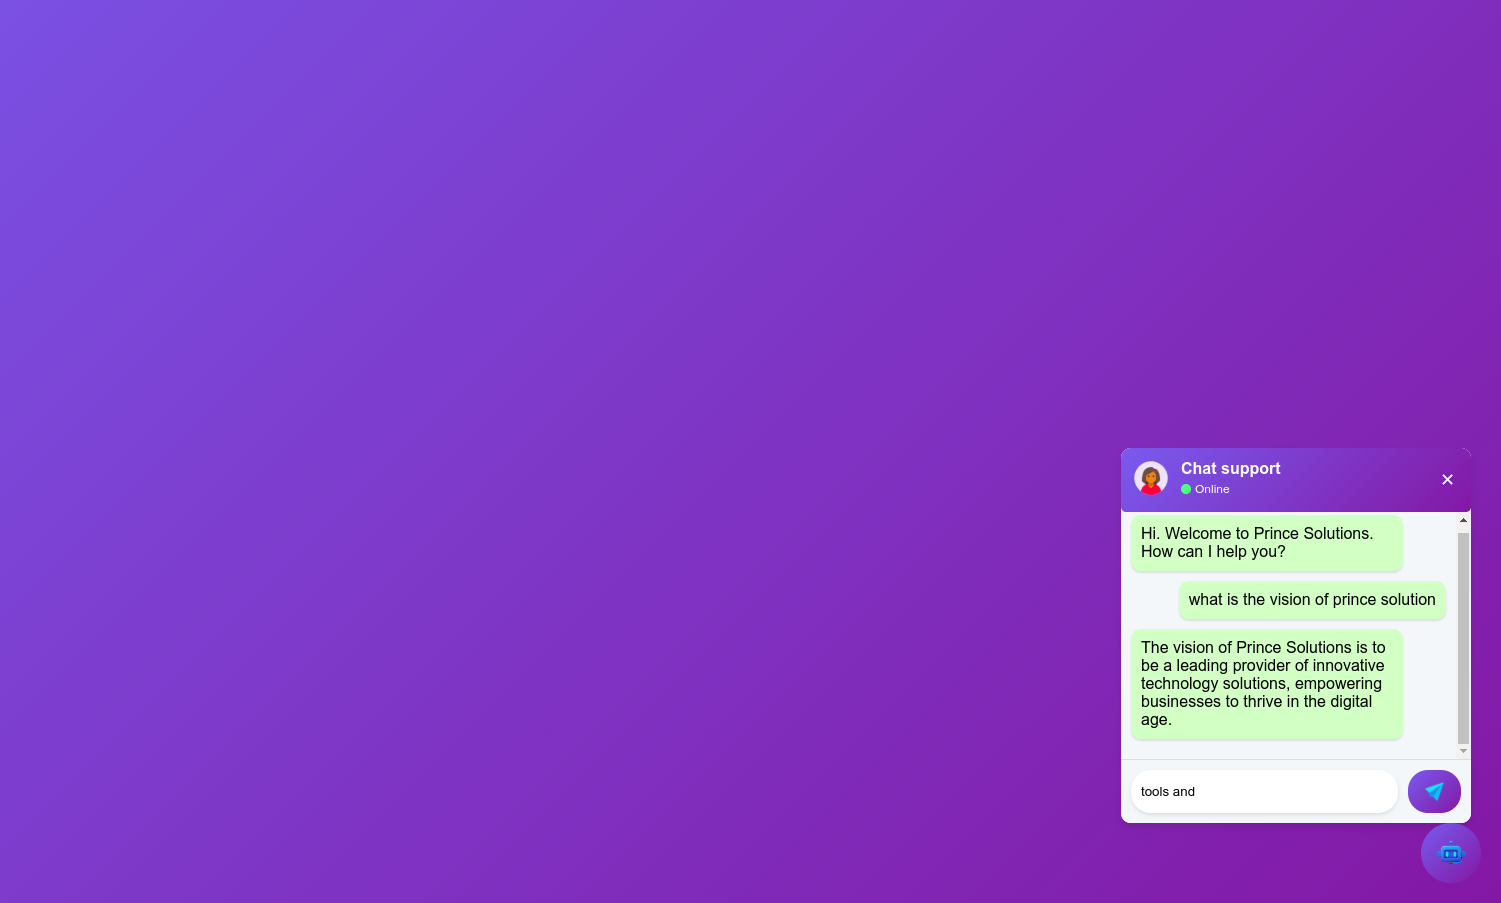 Chat support
Online
Hi. Welcome to Prince Solutions.
How can I help you?
what is the vision of prince solution
The vision of Prince Solutions is to
be a leading provider of innovative
technology solutions, empowering
businesses to thrive in the digital
age.
tools and